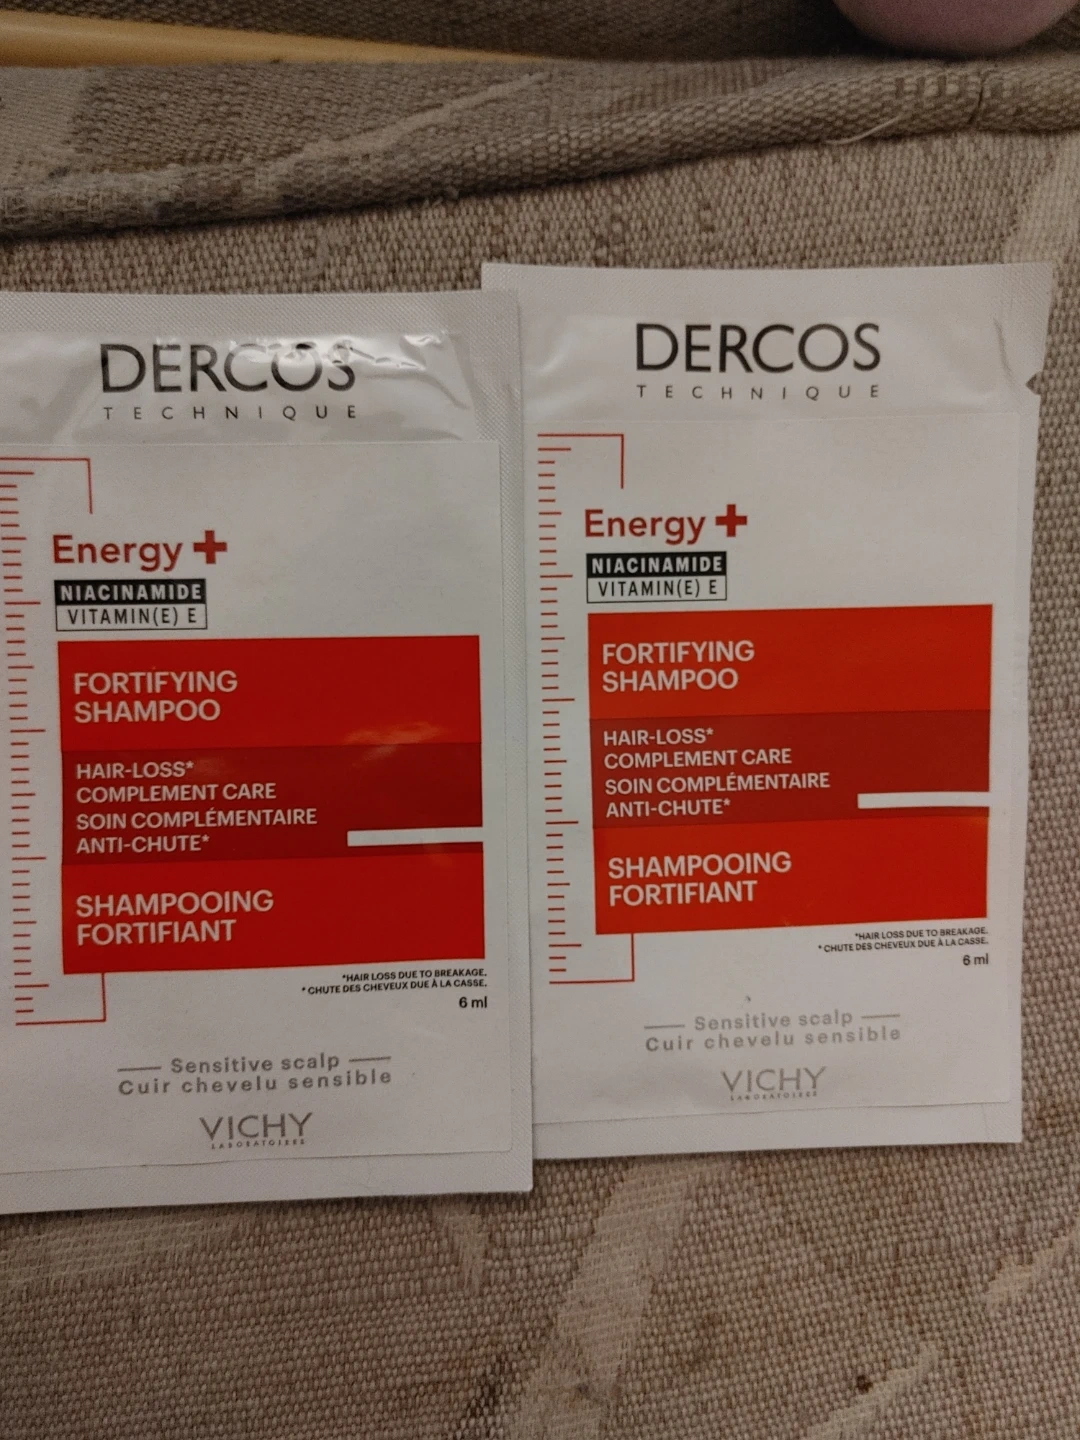 DERCOS
TECHNIQUE
Energy +
NIACINAMIDE
VITAMIN(E) E
FORTIFYING
SHAMPOO
HAIR-LOSS*
COMPLEMENT CARE
SOIN COMPLÉMENTAIRE
ANTI-CHUTE*
SHAMPOOING
FORTIFIANT
*HAIR LOSS DUE TO BREAKAGE.
* CHUTE DES CHEVEUX DUE À LA CASSE.
6 ml
Sensitive scalp
Cuir chevelu sensible
VICHY
LABORATOIRES
DERCOS
TECHNIQUE
Energy +
NIACINAMIDE
VITAMIN(E) E
FORTIFYING
SHAMPOO
HAIR-LOSS*
COMPLEMENT CARE
SOIN COMPLÉMENTAIRE
ANTI-CHUTE*
SHAMPOOING
FORTIFIANT
*HAIR LOSS DUE TO BREAKAGE.
* CHUTE DES CHEVEUX DUE À LA CASSE.
6 ml
Sensitive scalp
Cuir chevelu sensible
VICHY
LABORATOIRES